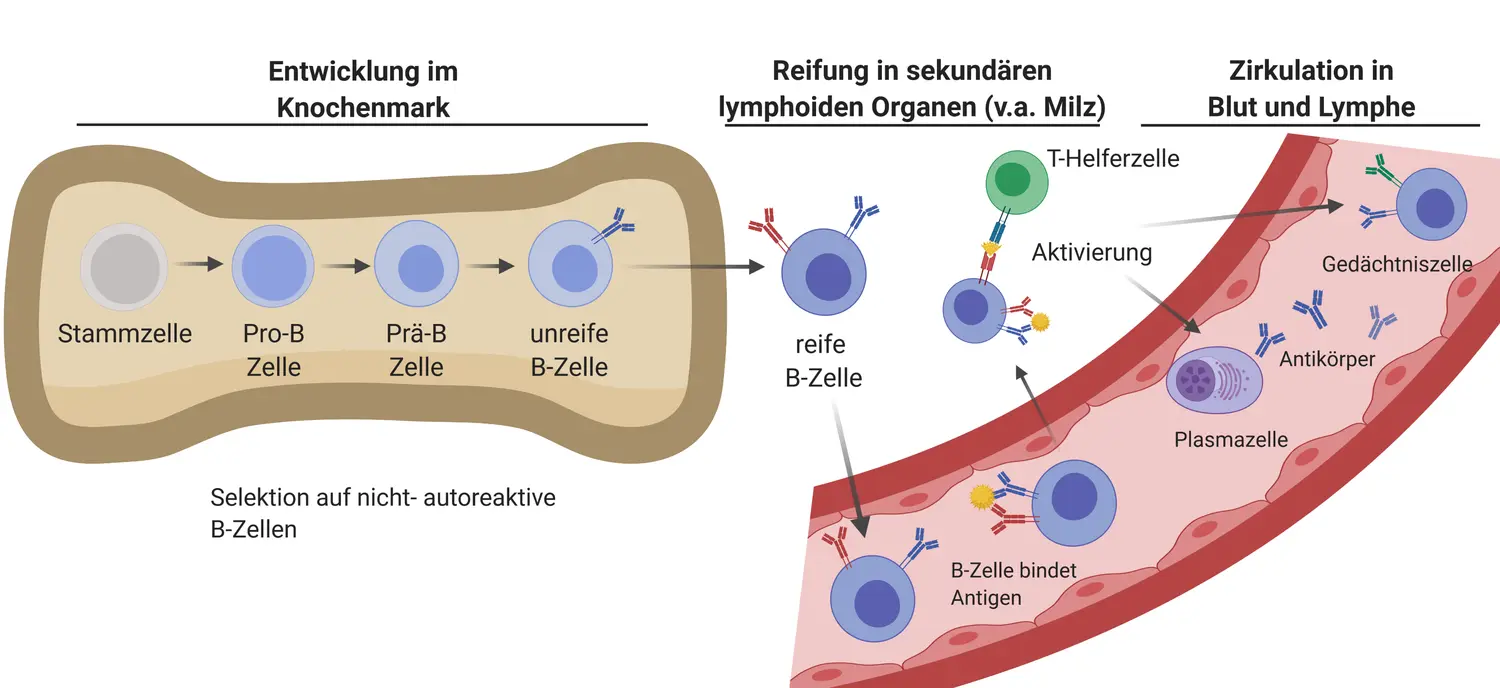 Entwicklung im
Knochenmark
Reifung in sekundären
lymphoiden Organen (v.a. Milz)
Zirkulation in
Blut und Lymphe
Stammzelle
Pro-B
Zelle
Prä-B
Zelle
unreife
B-Zelle
Selektion auf nicht- autoreaktive
B-Zellen
reife
B-Zelle
T-Helferzelle
Aktivierung
B-Zelle bindet
Antigen
Gedächtniszelle
Antikörper
Plasmazelle